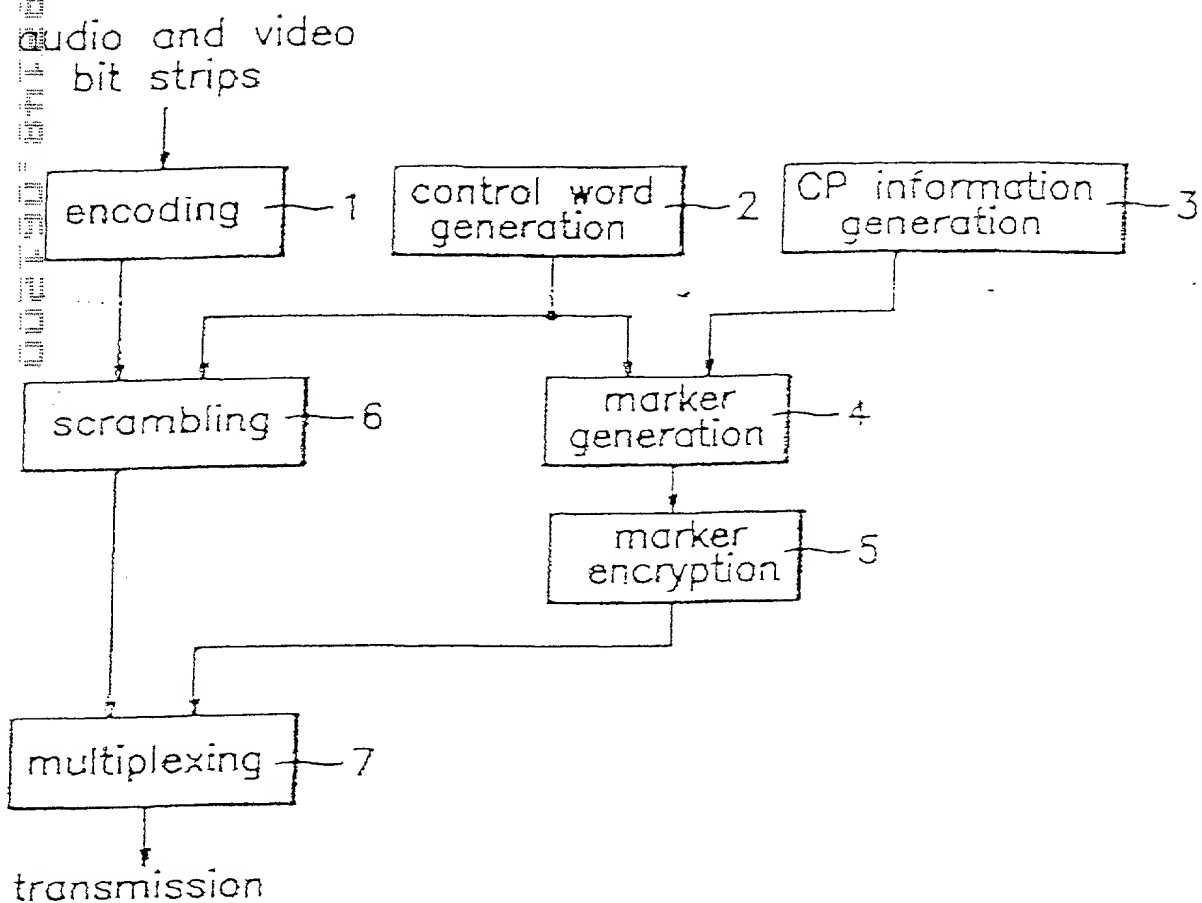 audio and video
bit strips
encoding
1
control word
generation
2
CP information
generation
3
scrambling
6
marker
generation
4
marker
encryption
5
multiplexing
7
transmission